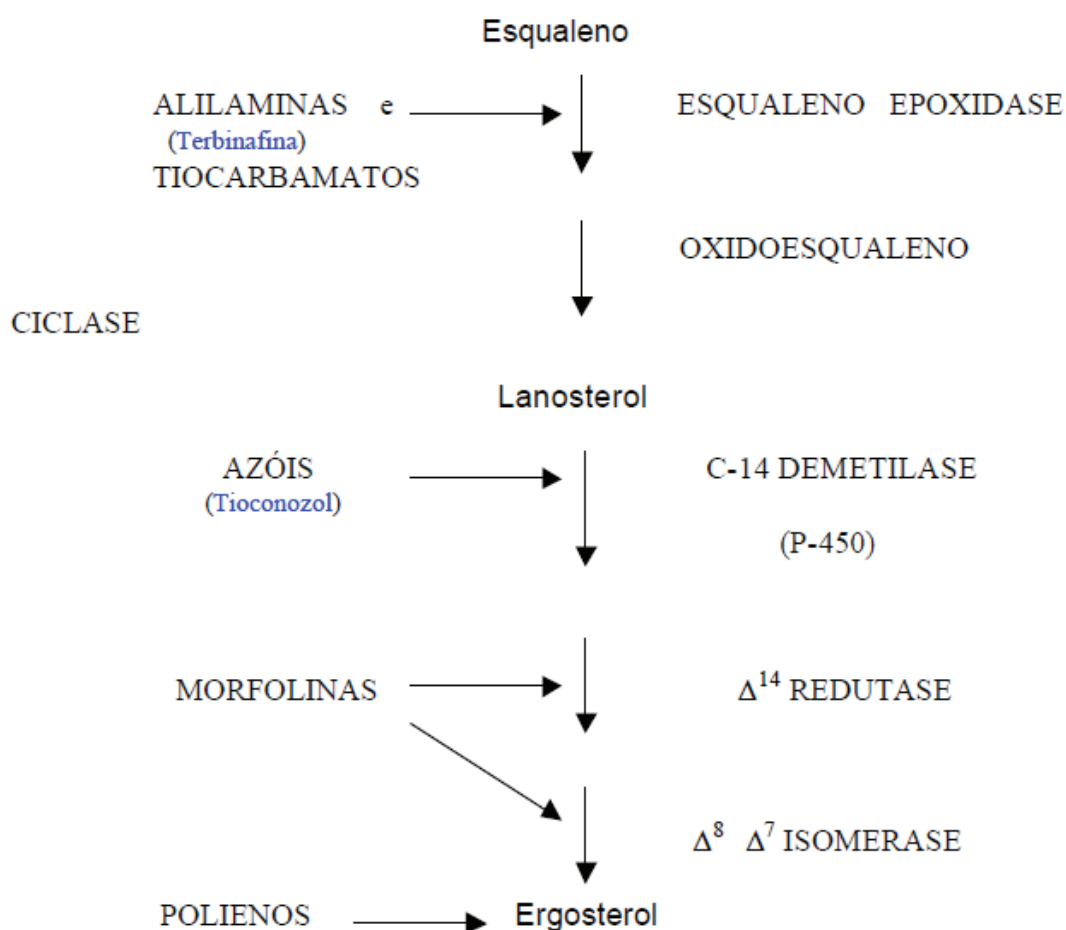 Esqualeno
ALILAMINAS e
(Terbinafina)
TIOCARBAMATOS
ESQUALENO EPOXIDASE
OXIDOESQUALENO
CICLASE
Lanosterol
AZÓIS
(Tioconozol)
C-14 DEMETILASE
(P-450)
MORFOLINAS
Δ¹⁴ REDUTASE
Δ⁸ Δ⁷ ISOMERASE
POLIENOS
Ergosterol